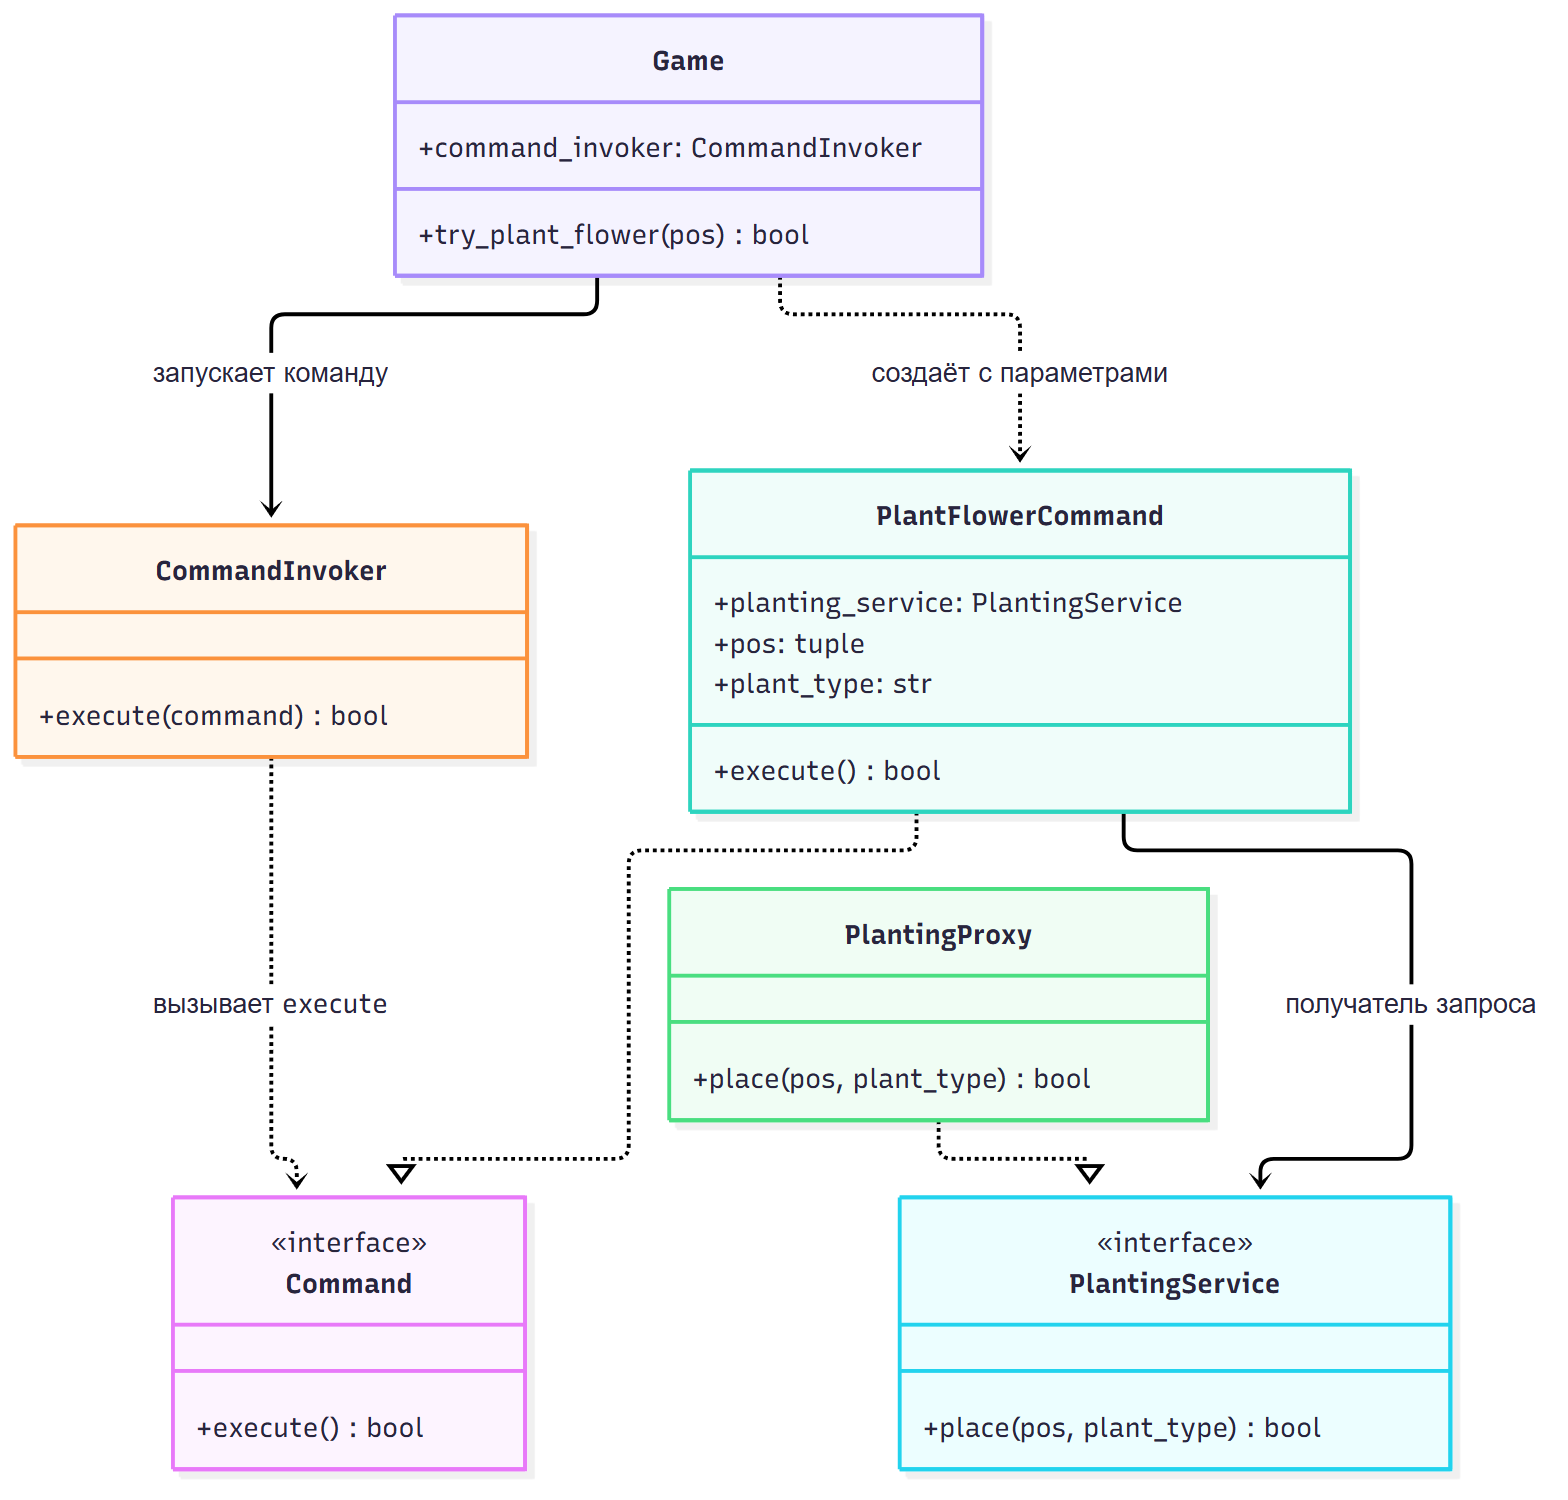 Game
+command_invoker: CommandInvoker
+try_plant_flower(pos) : bool
запускает команду
создаёт с параметрами
PlantFlowerCommand
+planting_service: PlantingService
+pos: tuple
+plant_type: str
+execute() : bool
CommandInvoker
+execute(command) : bool
PlantingProxy
+place(pos, plant_type) : bool
вызывает execute
получатель запроса
«interface»
Command
+execute() : bool
«interface»
PlantingService
+place(pos, plant_type) : bool